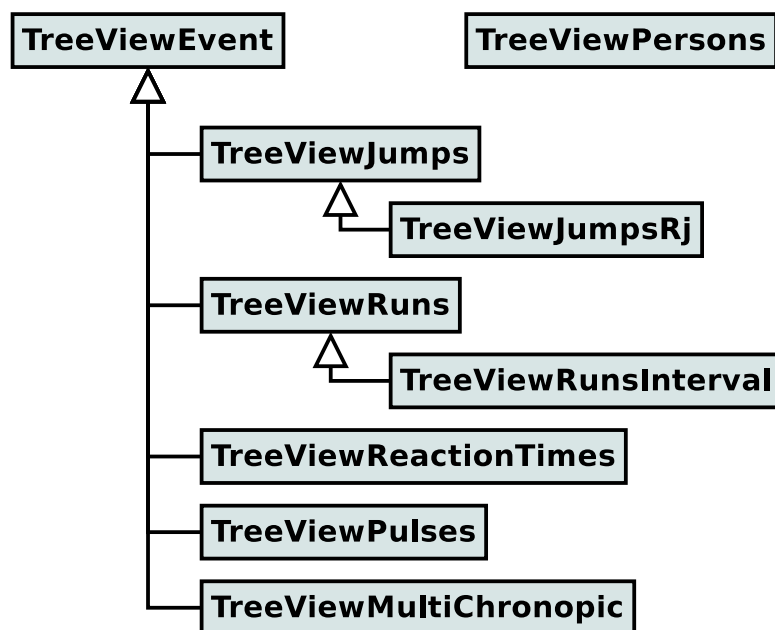 TreeViewEvent
TreeViewPersons
TreeViewJumps
TreeViewJumpsRj
TreeViewRuns
TreeViewRunsInterval
TreeViewReactionTimes
TreeViewPulses
TreeViewMultiChronopic